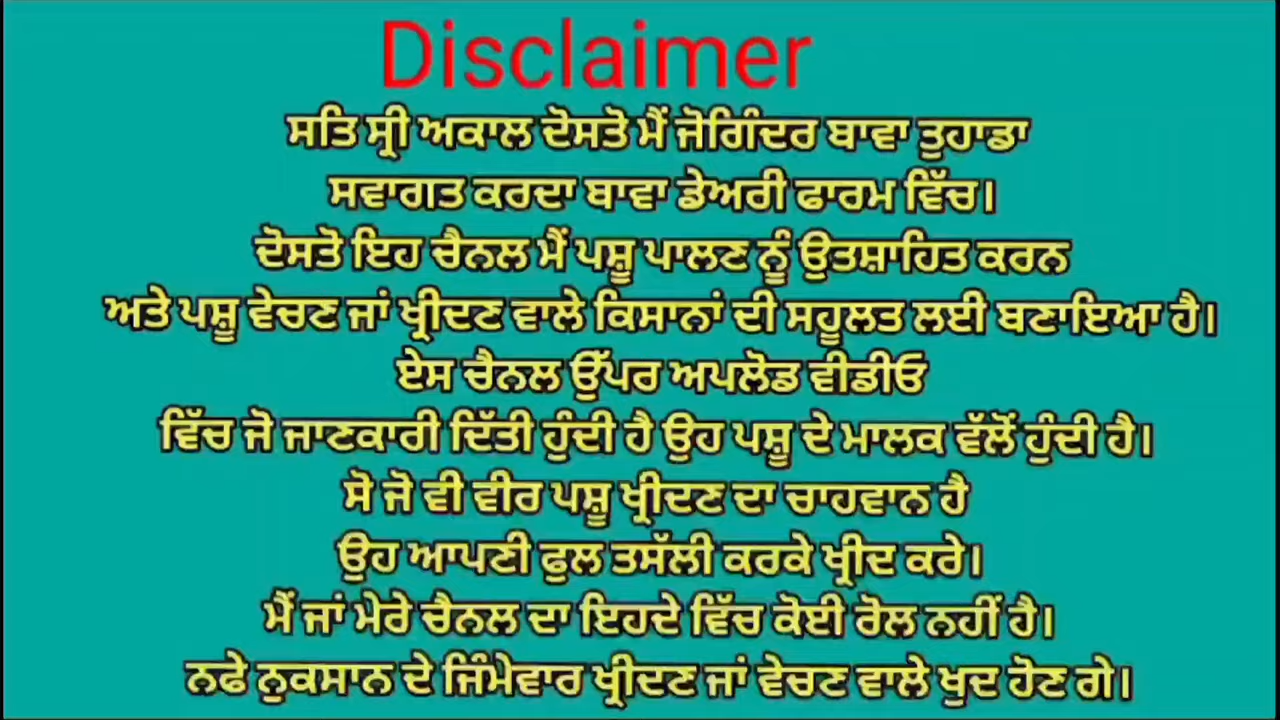 Disclaimer
ਸਤਿ ਸ੍ਰੀ ਅਕਾਲ ਦੋਸਤੋ ਮੈਂ ਜੋਗਿੰਦਰ ਬਾਵਾ ਤੁਹਾਡਾ
ਸਵਾਗਤ ਕਰਦਾ ਬਾਵਾ ਡੇਅਰੀ ਫਾਰਮ ਵਿੱਚ।
ਦੋਸਤੋ ਇਹ ਚੈਨਲ ਮੈਂ ਪਸ਼ੂ ਪਾਲਣ ਨੂੰ ਉਤਸ਼ਾਹਿਤ ਕਰਨ
ਅਤੇ ਪਸ਼ੂ ਵੇਚਣ ਜਾਂ ਖ੍ਰੀਦਣ ਵਾਲੇ ਕਿਸਾਨਾਂ ਦੀ ਸਹੂਲਤ ਲਈ ਬਣਾਇਆ ਹੈ।
ਏਸ ਚੈਨਲ ਉੱਪਰ ਅਪਲੋਡ ਵੀਡੀਓ
ਵਿੱਚ ਜੋ ਜਾਣਕਾਰੀ ਦਿੱਤੀ ਹੁੰਦੀ ਹੈ ਉਹ ਪਸ਼ੂ ਦੇ ਮਾਲਕ ਵੱਲੋਂ ਹੁੰਦੀ ਹੈ।
ਸੋ ਜੋ ਵੀ ਵੀਰ ਪਸ਼ੂ ਖ੍ਰੀਦਣ ਦਾ ਚਾਹਵਾਨ ਹੈ
ਉਹ ਆਪਣੀ ਫੁਲ ਤਸੱਲੀ ਕਰਕੇ ਖ੍ਰੀਦ ਕਰੇ।
ਮੈਂ ਜਾਂ ਮੇਰੇ ਚੈਨਲ ਦਾ ਇਹਦੇ ਵਿੱਚ ਕੋਈ ਰੋਲ ਨਹੀਂ ਹੈ।
ਨਫੇ ਨੁਕਸਾਨ ਦੇ ਜਿੰਮੇਵਾਰ ਖ੍ਰੀਦਣ ਜਾਂ ਵੇਚਣ ਵਾਲੇ ਖੁਦ ਹੋਣ ਗੇ।